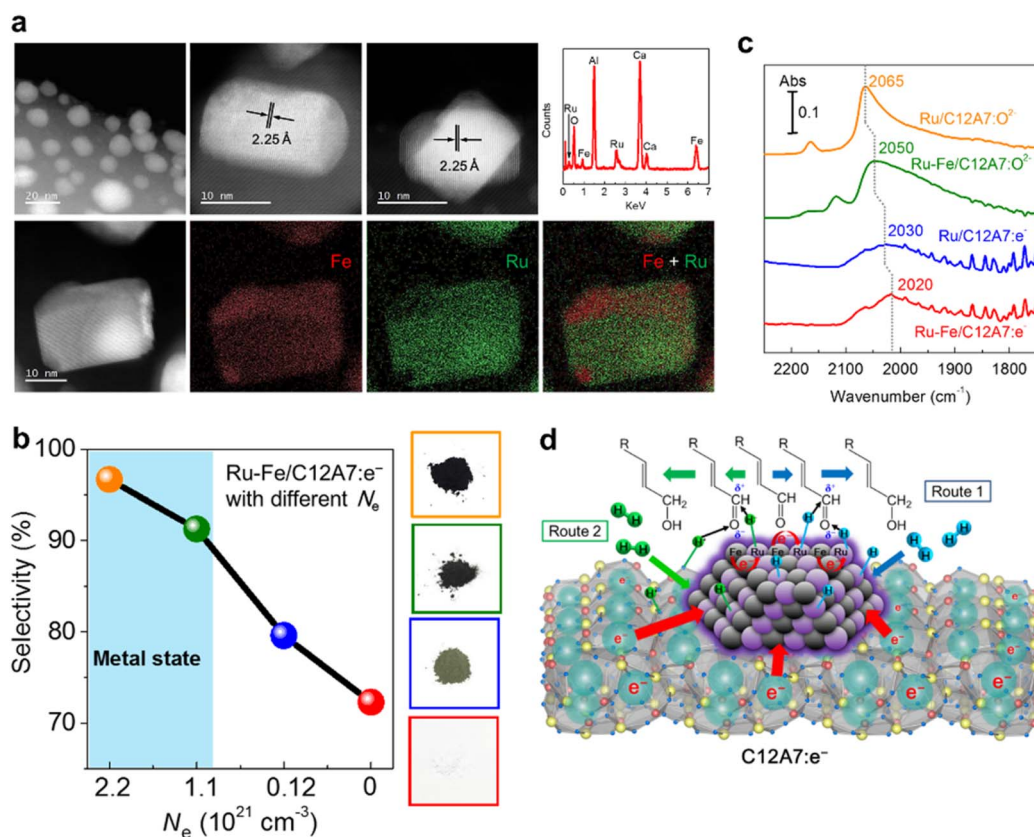 a
20 nm
2.25 Å
10 nm
2.25 Å
10 nm
Counts
Ru
O
Fe
Al
Ru
Ca
Ca
Fe
0 1 2 3 4 5 6 7
KeV
10 nm
Fe
Ru
Fe + Ru
c
Abs
0.1
2065
Ru/C12A7:O²⁻
2050
Ru-Fe/C12A7:O²⁻
2030
Ru/C12A7:e⁻
2020
Ru-Fe/C12A7:e⁻
2200 2100 2000 1900 1800
Wavenumber (cm⁻¹)
b
Selectivity (%)
100
90
80
70
Ru-Fe/C12A7:e⁻
with different Nₑ
Metal state
2.2 1.1 0.12 0
Nₑ (10²¹ cm⁻³)
d
R R R R R
CH₂
OH
δ⁺
CH
O
δ⁻
CHO
δ⁺
CH
O
δ⁻
CH₂
OH
Route 1
Route 2
H H
H H
H H
H H
H H H H H H H H
e⁻
Fe Ru Fe Ru Fe Ru
e⁻ e⁻
e⁻ e⁻ e⁻ e⁻
e⁻ e⁻ e⁻ e⁻ e⁻
C12A7:e⁻